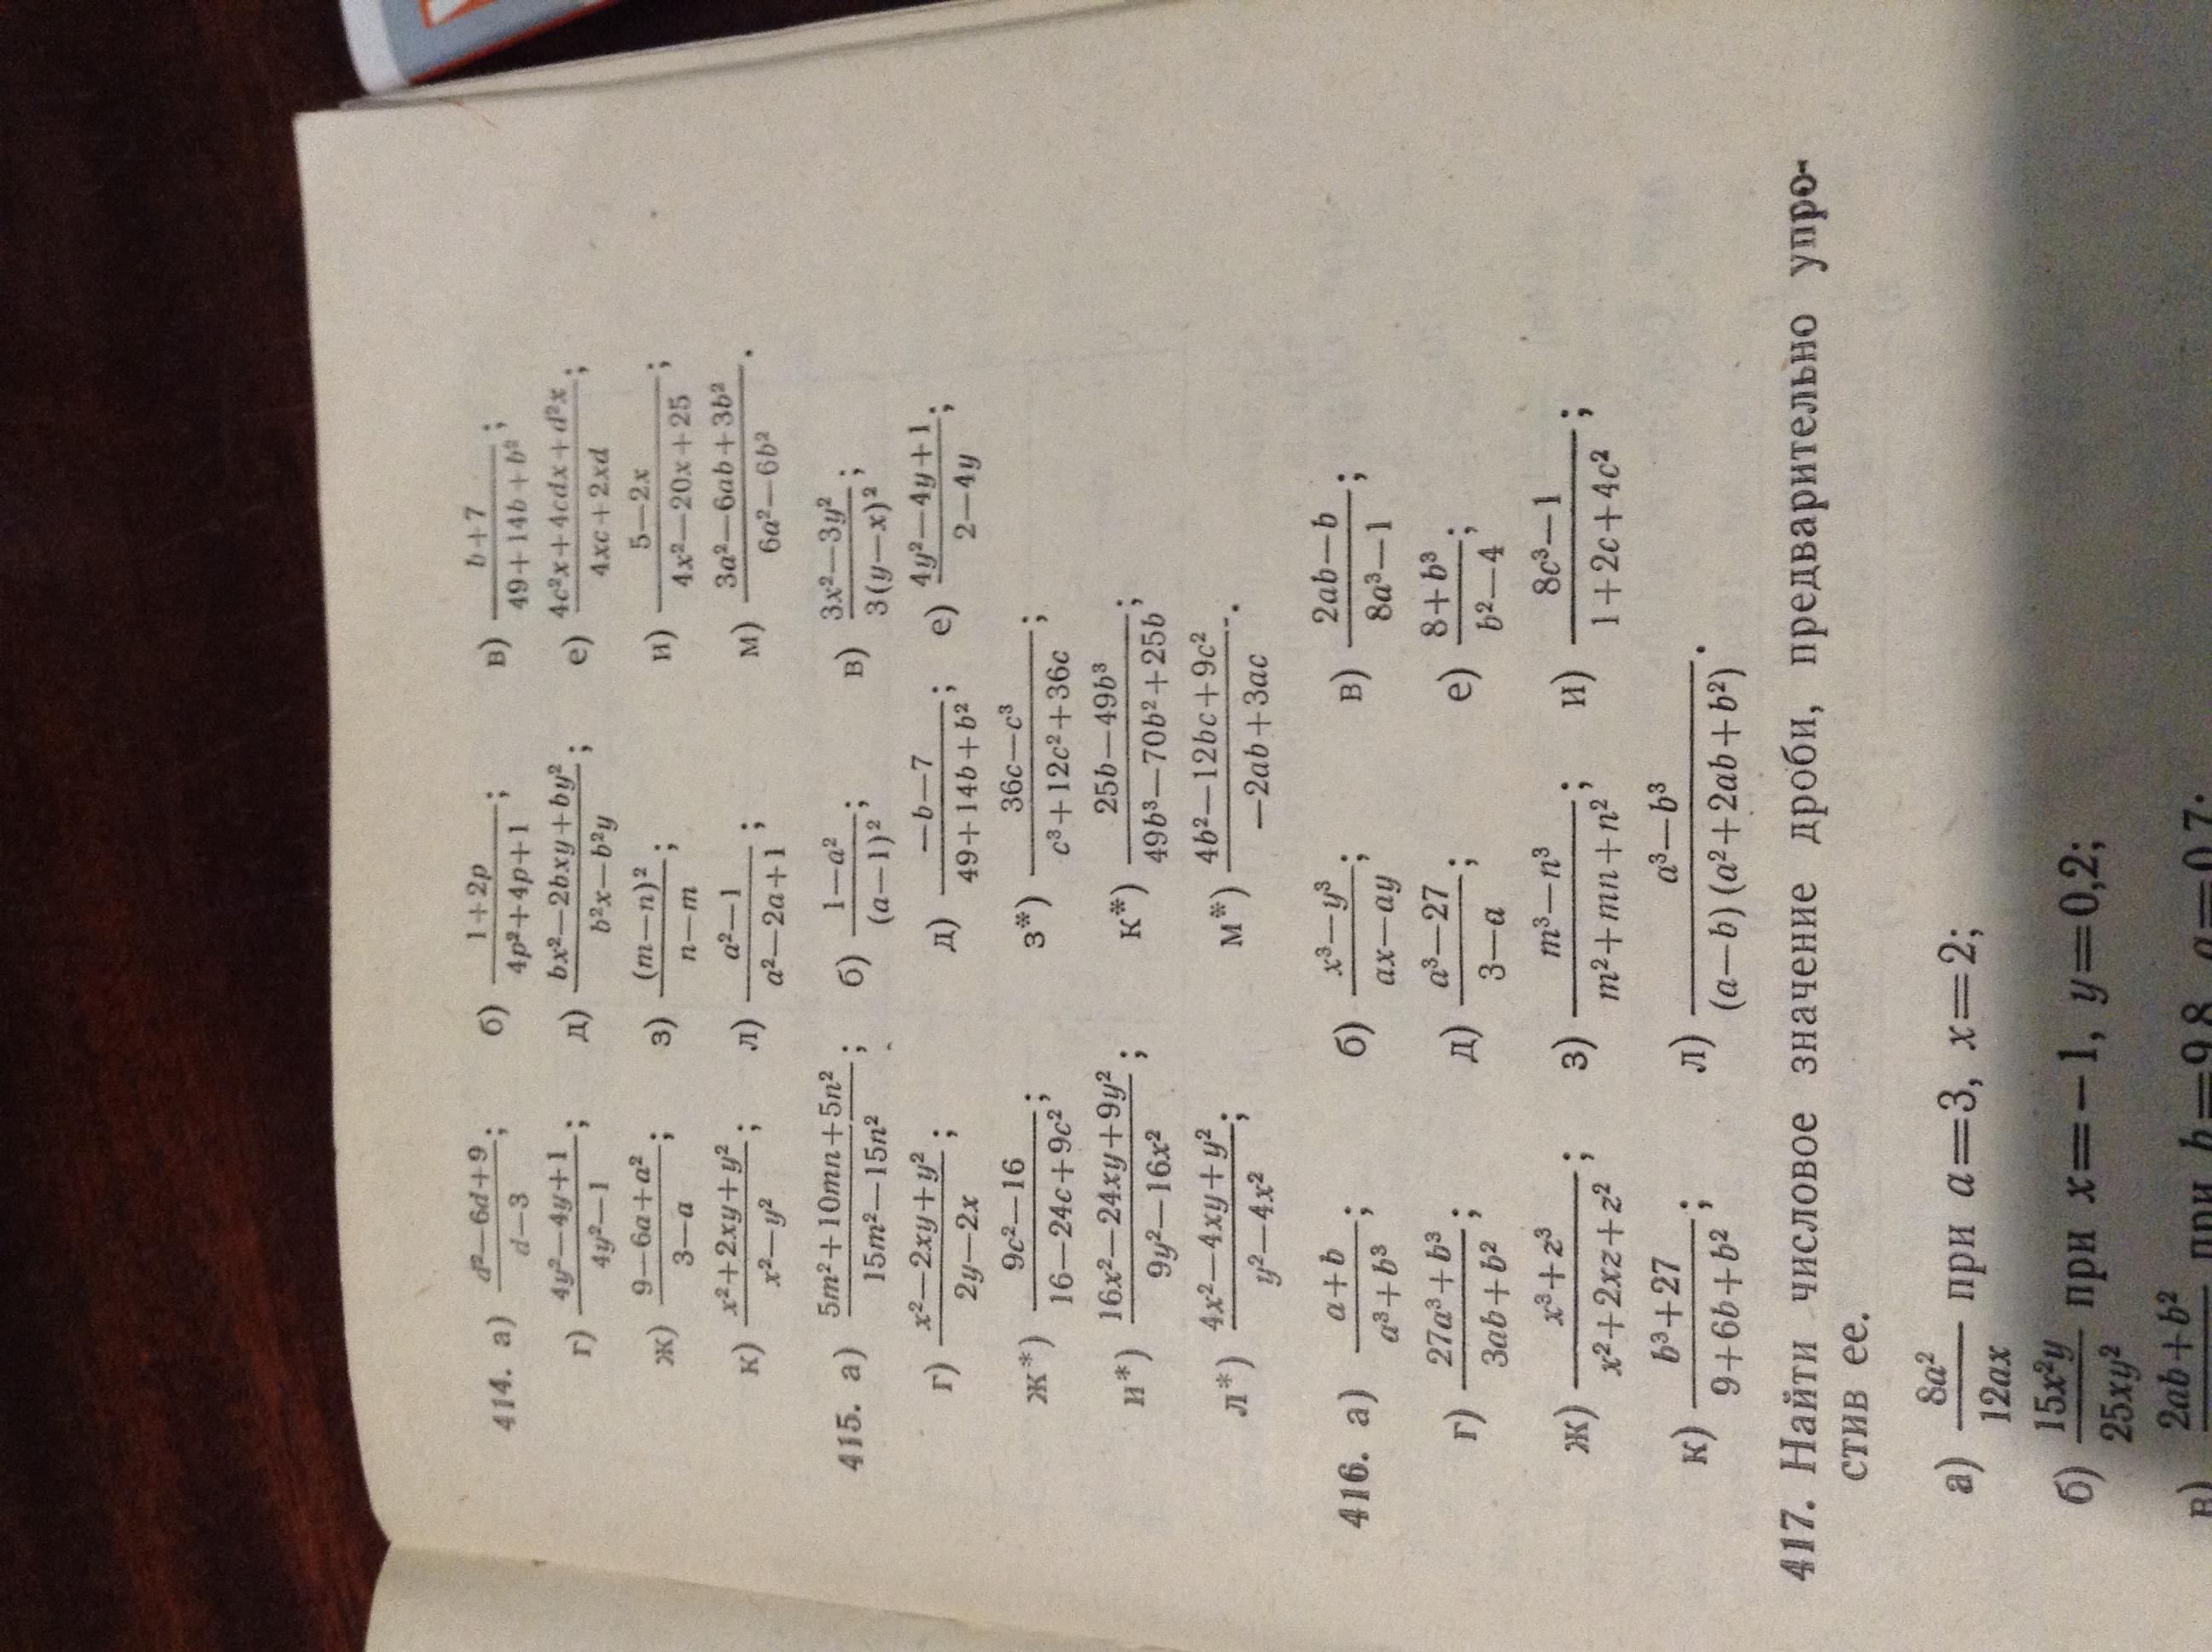 414. а) (d²—6d+9)/(d—3); б) (1+2p)/(4p²+4p+1); в) (b+7)/(49+14b+b²);
г) (4y²—4y+1)/(4y²—1); д) (bx²—2bxy+by²)/(b²x—b²y); е) (4c²x+4cdx+d²x)/(4xc+2xd);
ж) (9—6a+a²)/(3—a); з) (m—n)²/(n—m); и) (5—2x)/(4x²—20x+25);
к) (x²+2xy+y²)/(x²—y²); л) (a²—1)/(a²—2a+1); м) (3a²—6ab+3b²)/(6a²—6b²).
415. а) (5m²+10mn+5n²)/(15m²—15n²); б) (1—a²)/(a—1)²; в) (3x²—3y²)/(3(y—x)²);
г) (x²—2xy+y²)/(2y—2x); д) (—b—7)/(49+14b+b²); е) (4y²—4y+1)/(2—4y);
ж*) (9c²—16)/(16—24c+9c²); з*) (36c—c³)/(c³+12c²+36c);
и*) (16x²—24xy+9y²)/(9y²—16x²); к*) (25b—49b³)/(49b³—70b²+25b);
л*) (4x²—4xy+y²)/(y²—4x²); м*) (4b²—12bc+9c²)/(—2ab+3ac).
416. а) (a+b)/(a³+b³); б) (x³—y³)/(ax—ay); в) (2ab—b)/(8a³—1);
г) (27a³+b³)/(3ab+b²); д) (a³—27)/(3—a); е) (8+b³)/(b²—4);
ж) (x³+z³)/(x²+2xz+z²); з) (m³—n³)/(m²+mn+n²); и) (8c³—1)/(1+2c+4c²);
к) (b³+27)/(9+6b+b²); л) (a³—b³)/((a—b)(a²+2ab+b²)).
417. Найти числовое значение дроби, предварительно упро-
стив ее.
а) 8a²/12ax при a=3, x=2;
б) 15x²y/25xy² при x=—1, y=0,2;
в) 2ab+b² при b=9,8, a=0,7.